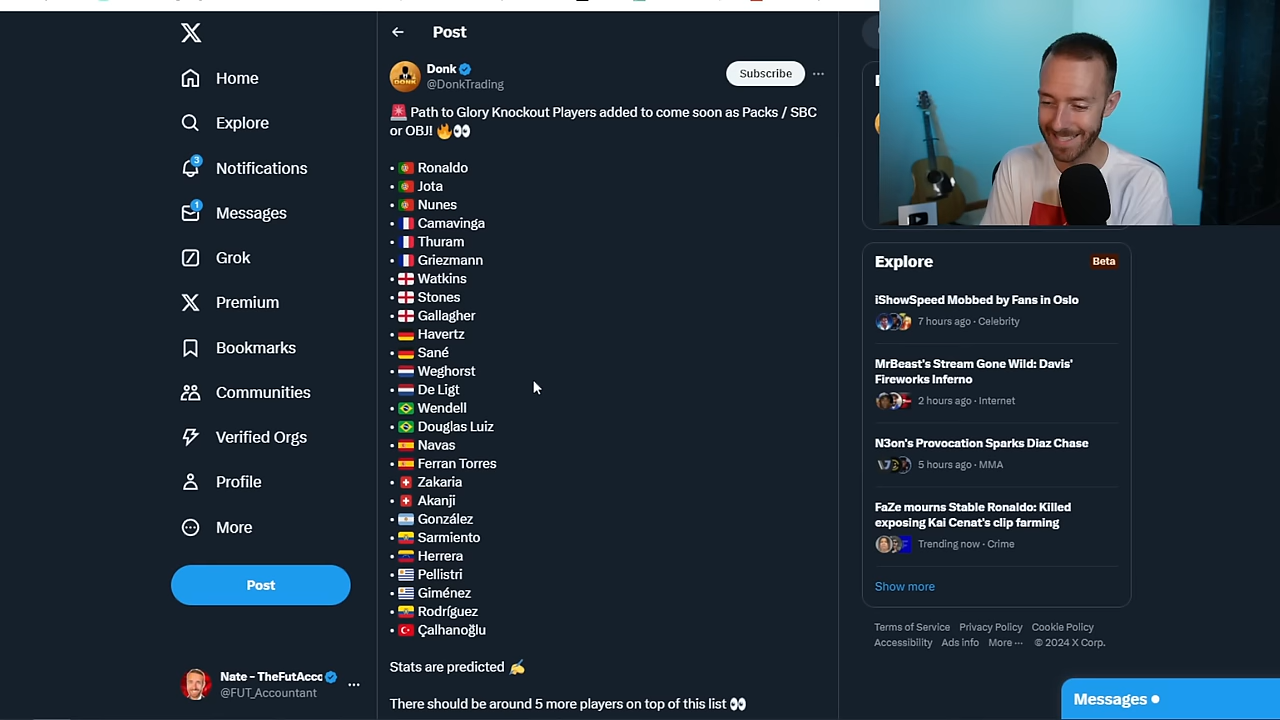 Home
Explore
3
Notifications
1
Messages
Grok
Premium
Bookmarks
Communities
Verified Orgs
Profile
More
Post
Nate - TheFutAcc
@FUT_Accountant
Post
DONK
Donk
@DonkTrading
Subscribe
🚨 Path to Glory Knockout Players added to come soon as Packs / SBC
or OBJ! 🔥👀
• 🇵🇹 Ronaldo
• 🇵🇹 Jota
• 🇵🇹 Nunes
• 🇫🇷 Camavinga
• 🇫🇷 Thuram
• 🇫🇷 Griezmann
• 🏴󠁧󠁢󠁥󠁮󠁧󠁿 Watkins
• 🏴󠁧󠁢󠁥󠁮󠁧󠁿 Stones
• 🏴󠁧󠁢󠁥󠁮󠁧󠁿 Gallagher
• 🇩🇪 Havertz
• 🇩🇪 Sané
• 🇳🇱 Weghorst
• 🇳🇱 De Ligt
• 🇧🇷 Wendell
• 🇧🇷 Douglas Luiz
• 🇪🇸 Navas
• 🇪🇸 Ferran Torres
• 🇨🇭 Zakaria
• 🇨🇭 Akanji
• 🇦🇷 González
• 🇪🇨 Sarmiento
• 🇻🇪 Herrera
• 🇺🇾 Pellistri
• 🇺🇾 Giménez
• 🇪🇨 Rodríguez
• 🇹🇷 Çalhanoğlu
Stats are predicted ✍️
There should be around 5 more players on top of this list 👀
Explore
Beta
iShowSpeed Mobbed by Fans in Oslo
7 hours ago · Celebrity
MrBeast's Stream Gone Wild: Davis'
Fireworks Inferno
2 hours ago · Internet
N3on's Provocation Sparks Diaz Chase
5 hours ago · MMA
FaZe mourns Stable Ronaldo: Killed
exposing Kai Cenat's clip farming
Trending now · Crime
Show more
Terms of Service Privacy Policy Cookie Policy
Accessibility Ads info More ··· © 2024 X Corp.
Messages